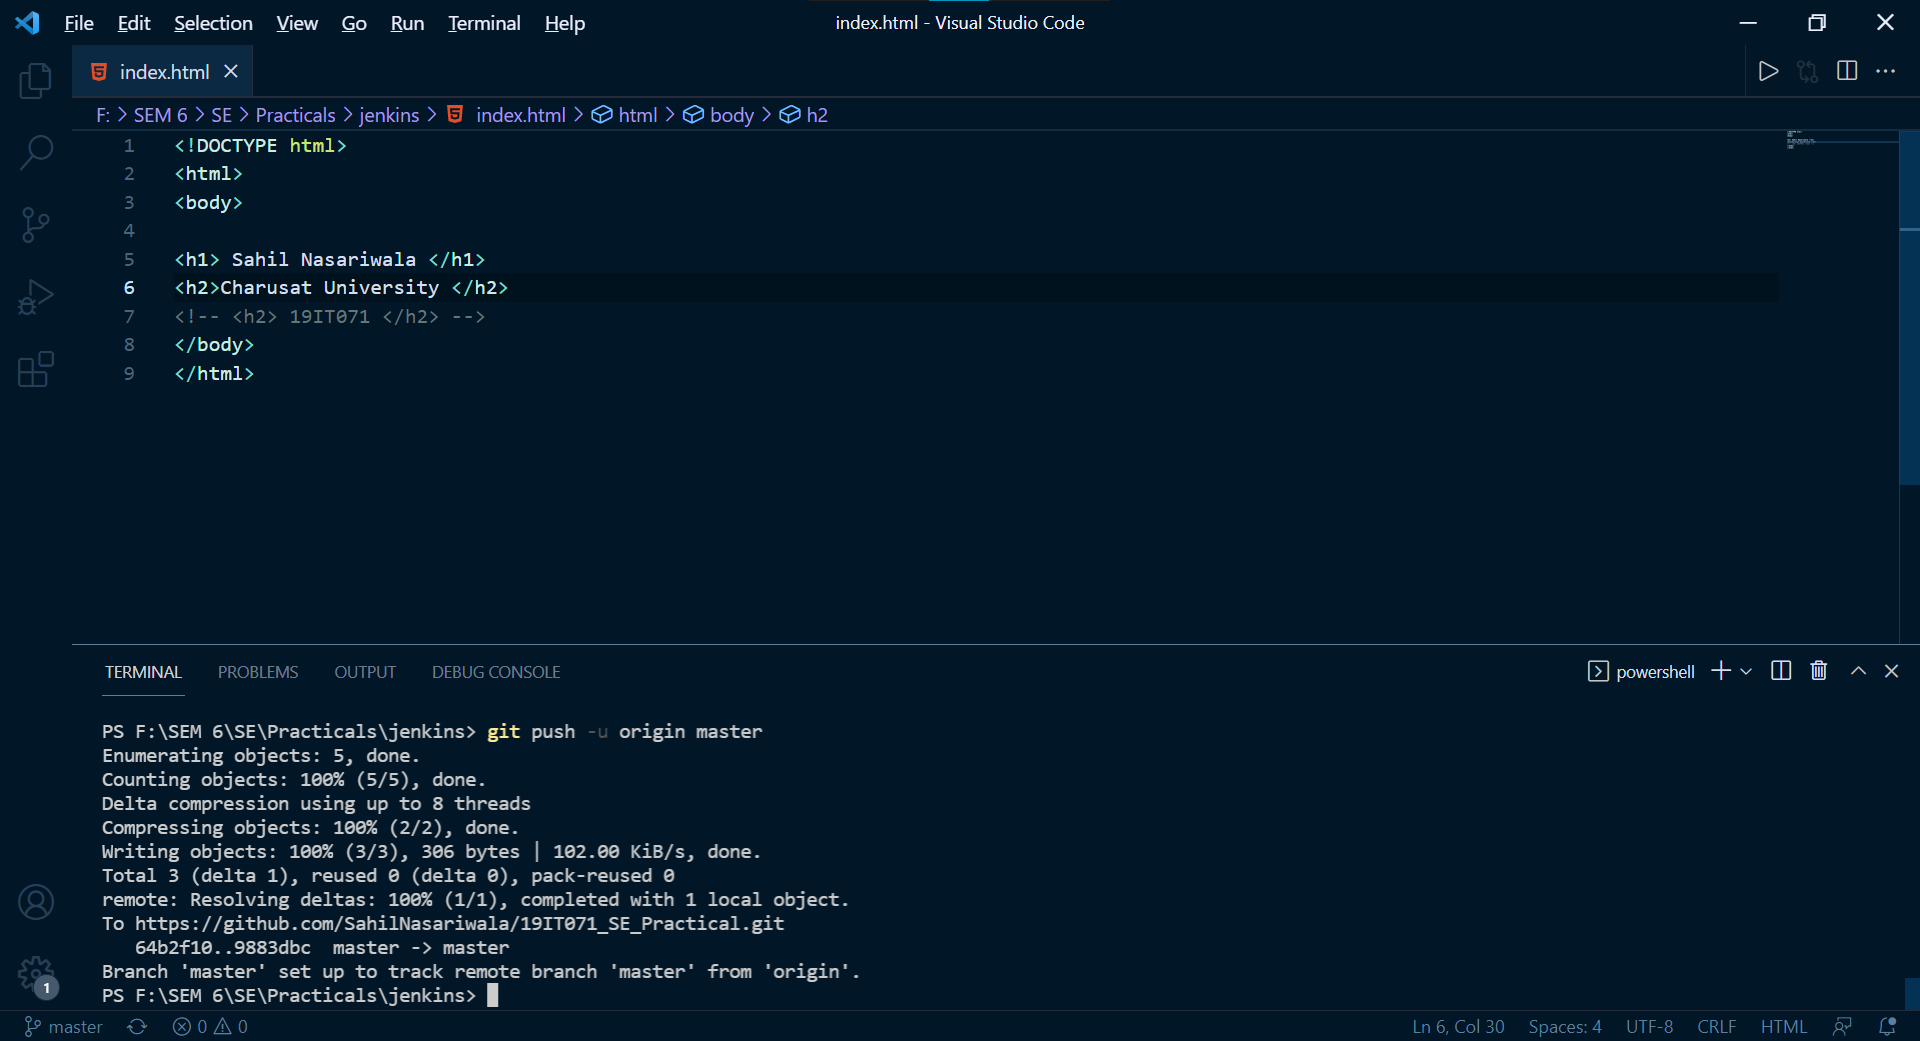 File Edit Selection View Go Run Terminal Help index.html - Visual Studio Code
index.html
F: > SEM 6 > SE > Practicals > jenkins > index.html > html > body > h2
1 <!DOCTYPE html>
2 <html>
3 <body>
4
5 <h1> Sahil Nasariwala </h1>
6 <h2>Charusat University </h2>
7 <!-- <h2> 19IT071 </h2> -->
8 </body>
9 </html>
TERMINAL PROBLEMS OUTPUT DEBUG CONSOLE powershell
PS F:\SEM 6\SE\Practicals\jenkins> git push -u origin master
Enumerating objects: 5, done.
Counting objects: 100% (5/5), done.
Delta compression using up to 8 threads
Compressing objects: 100% (2/2), done.
Writing objects: 100% (3/3), 306 bytes | 102.00 KiB/s, done.
Total 3 (delta 1), reused 0 (delta 0), pack-reused 0
remote: Resolving deltas: 100% (1/1), completed with 1 local object.
To https://github.com/SahilNasariwala/19IT071_SE_Practical.git
   64b2f10..9883dbc  master -> master
Branch 'master' set up to track remote branch 'master' from 'origin'.
PS F:\SEM 6\SE\Practicals\jenkins>
1
master 0 0 Ln 6, Col 30 Spaces: 4 UTF-8 CRLF HTML